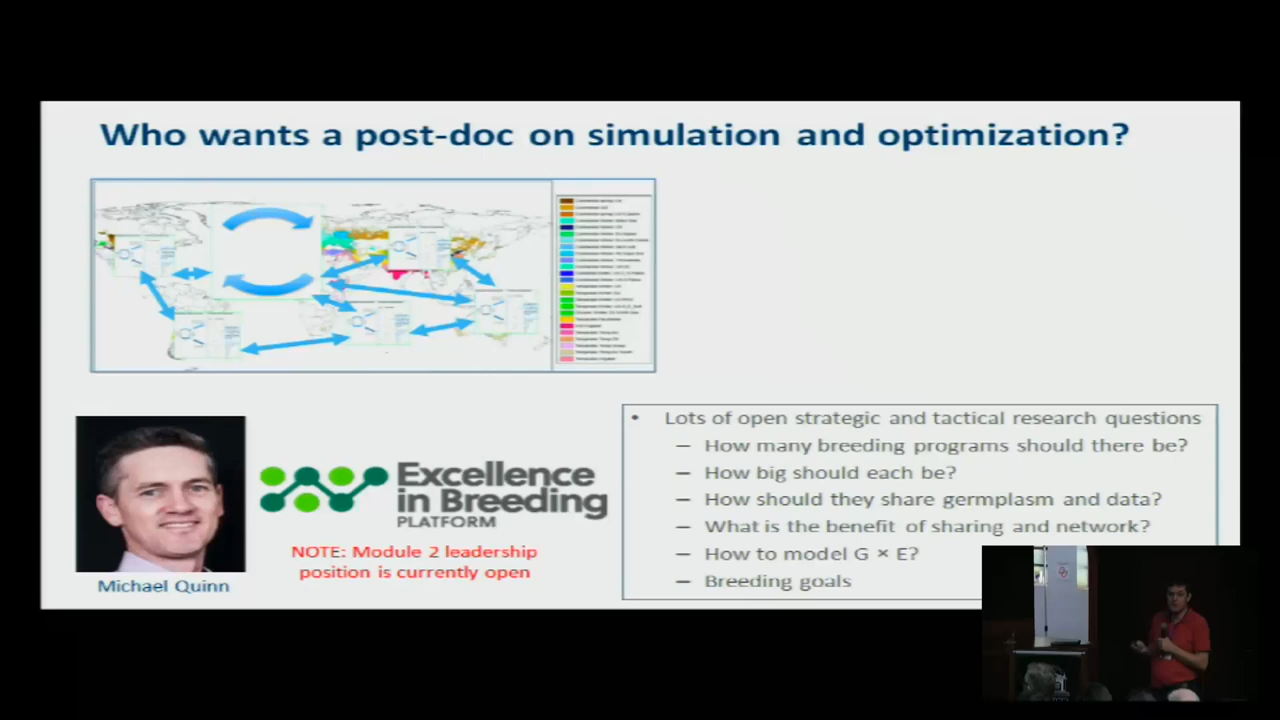 Who wants a post-doc on simulation and optimization?
Michael Quinn
Excellence
in Breeding
PLATFORM
NOTE: Module 2 leadership
position is currently open
• Lots of open strategic and tactical research questions
– How many breeding programs should there be?
– How big should each be?
– How should they share germplasm and data?
– What is the benefit of sharing and network?
– How to model G × E?
– Breeding goals